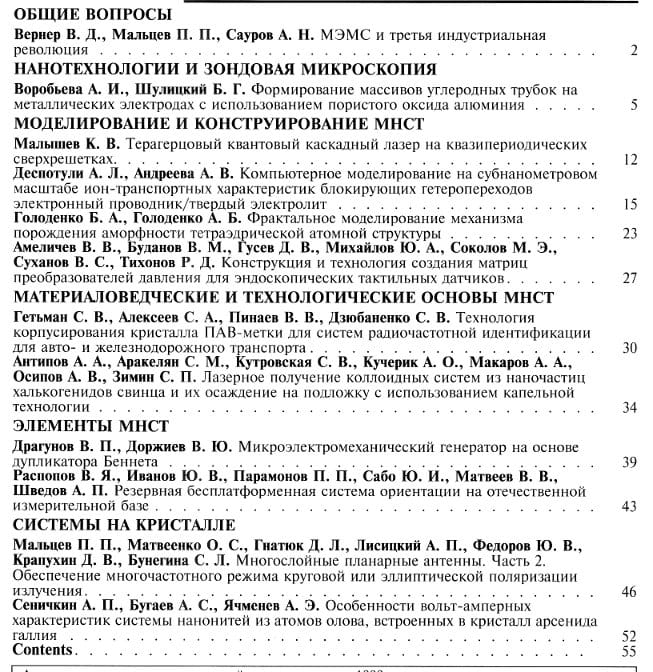 ОБЩИЕ ВОПРОСЫ
Вернер В. Д., Мальцев П. П., Сауров А. Н. МЭМС и третья индустриальная
революция . . . . . . . . . . . . . . . . . . . . . . . . . . . . 2
НАНОТЕХНОЛОГИИ И ЗОНДОВАЯ МИКРОСКОПИЯ
Воробьева А. И., Шулицкий Б. Г. Формирование массивов углеродных трубок на
металлических электродах с использованием пористого оксида алюминия . . . . . 5
МОДЕЛИРОВАНИЕ И КОНСТРУИРОВАНИЕ МНСТ
Малышев К. В. Терагерцовый квантовый каскадный лазер на квазипериодических
сверхрешетках. . . . . . . . . . . . . . . . . . . . . . . . . . . 12
Деспотули А. Л., Андреева А. В. Компьютерное моделирование на субнанометровом
масштабе ион-транспортных характеристик блокирующих гетеропереходов
электронный проводник/твердый электролит . . . . . . . . . . . . . . 15
Голоденко Б. А., Голоденко А. Б. Фрактальное моделирование механизма
порождения аморфности тетраэдрической атомной структуры . . . . . . . . 23
Амеличев В. В., Буданов В. М., Гусев Д. В., Михайлов Ю. А., Соколов М. Э.,
Суханов В. С., Тихонов Р. Д. Конструкция и технология создания матриц
преобразователей давления для эндоскопических тактильных датчиков. . . . . . 27
МАТЕРИАЛОВЕДЧЕСКИЕ И ТЕХНОЛОГИЧЕСКИЕ ОСНОВЫ МНСТ
Гетьман С. В., Алексеев С. А., Пинаев В. В., Дзюбаненко С. В. Технология
корпусирования кристалла ПАВ-метки для систем радиочастотной идентификации
для авто- и железнодорожного транспорта . . . . . . . . . . . . . . . 30
Антипов А. А., Аракелян С. М., Кутровская С. В., Кучерик А. О., Макаров А. А.,
Осипов А. В., Зимин С. П. Лазерное получение коллоидных систем из наночастиц
халькогенидов свинца и их осаждение на подложку с использованием капельной
технологии . . . . . . . . . . . . . . . . . . . . . . . . . . . . 34
ЭЛЕМЕНТЫ МНСТ
Драгунов В. П., Доржиев В. Ю. Микроэлектромеханический генератор на основе
дупликатора Беннета . . . . . . . . . . . . . . . . . . . . . . . . 39
Распопов В. Я., Иванов Ю. В., Парамонов П. П., Сабо Ю. И., Матвеев В. В.,
Шведов А. П. Резервная бесплатформенная система ориентации на отечественной
измерительной базе . . . . . . . . . . . . . . . . . . . . . . . . 43
СИСТЕМЫ НА КРИСТАЛЛЕ
Мальцев П. П., Матвеенко О. С., Гнатюк Д. Л., Лисицкий А. П., Федоров Ю. В.,
Крапухин Д. В., Бунегина С. Л. Многослойные планарные антенны. Часть 2.
Обеспечение многочастотного режима круговой или эллиптической поляризации
излучения. . . . . . . . . . . . . . . . . . . . . . . . . . . . . 46
Сеничкин А. П., Бугаев А. С., Ячменев А. Э. Особенности вольт-амперных
характеристик системы нанонитей из атомов олова, встроенных в кристалл арсенида
галлия . . . . . . . . . . . . . . . . . . . . . . . . . . . . . . 52
Contents. . . . . . . . . . . . . . . . . . . . . . . . . . . . . . 55